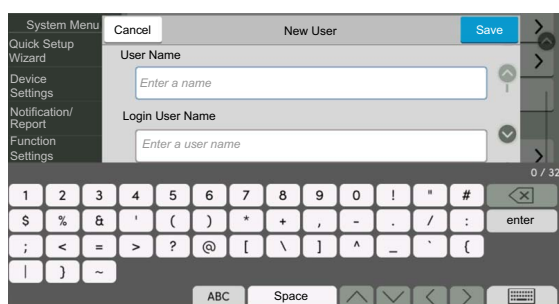 System Menu
Cancel
New User
Save
Quick Setup
Wizard
User Name
Enter a name
Device
Settings
Notification/
Report
Login User Name
Enter a user name
Function
Settings
0 / 32
1 2 3 4 5 6 7 8 9 0 ! " #
$ % & ' ( ) * + , - . / : enter
; < = > ? @ [ \ ] ^ _ ` {
| } ~
ABC Space